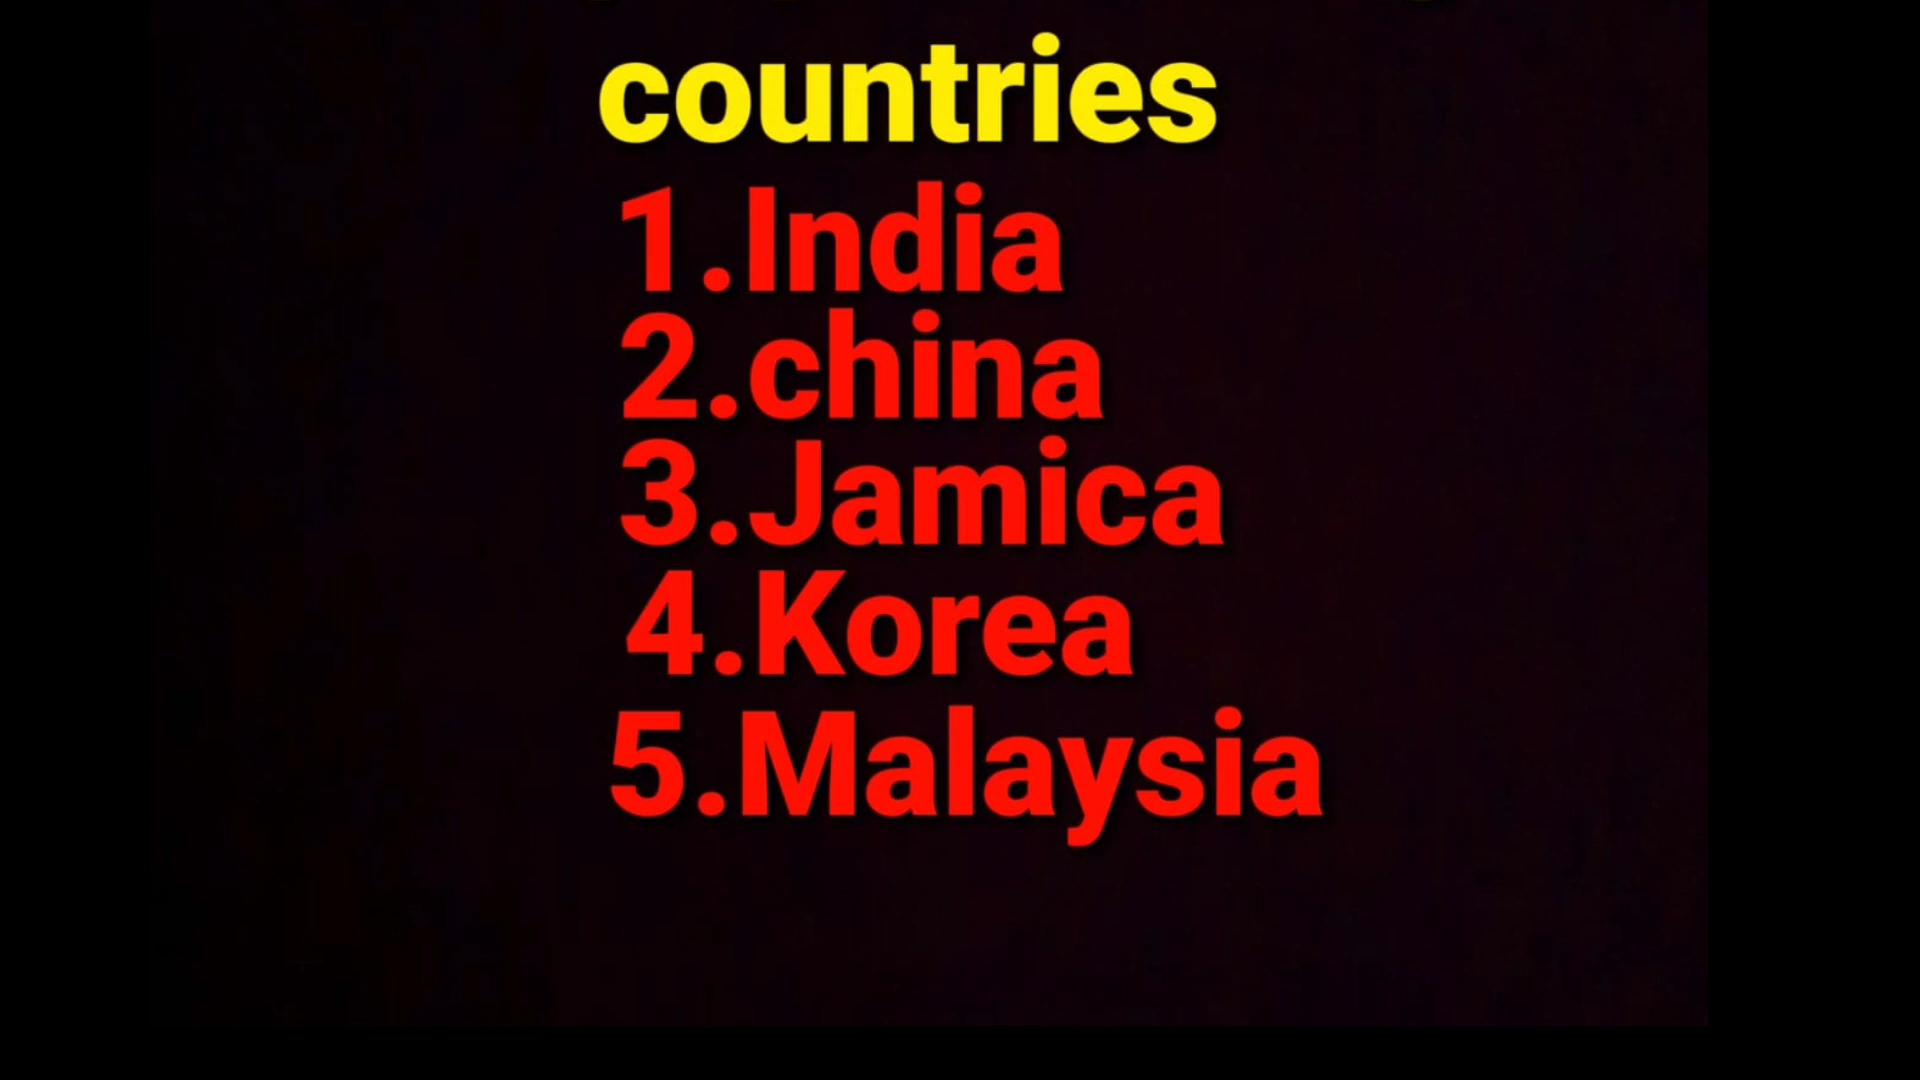 countries
1.India
2.china
3.Jamica
4.Korea
5.Malaysia